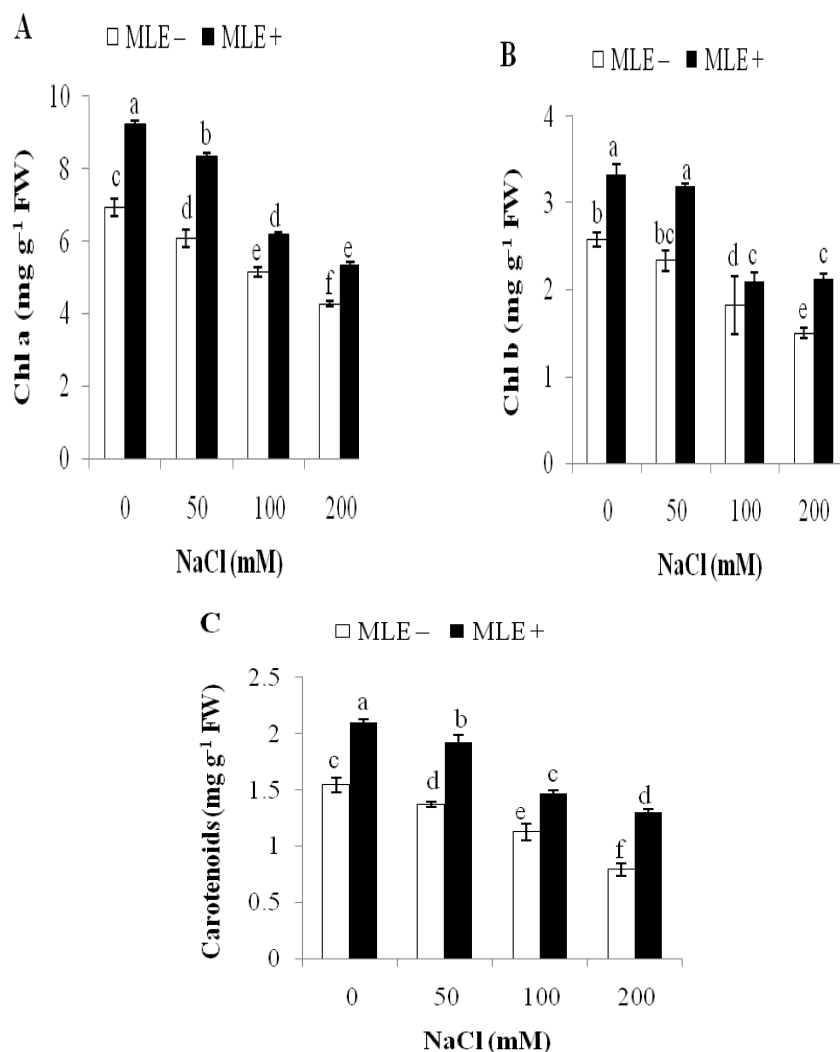 A
MLE – MLE +
Chl a (mg g⁻¹ FW)
10
8
6
4
2
0
a
b
c
d
d
e
e
f
0 50 100 200
NaCl (mM)
B
MLE – MLE +
Chl b (mg g⁻¹ FW)
4
3
2
1
0
a
a
b
bc
d
c
c
e
0 50 100 200
NaCl (mM)
C
MLE – MLE +
Carotenoids (mg g⁻¹ FW)
2.5
2
1.5
1
0.5
0
a
b
c
d
c
e
d
f
0 50 100 200
NaCl (mM)